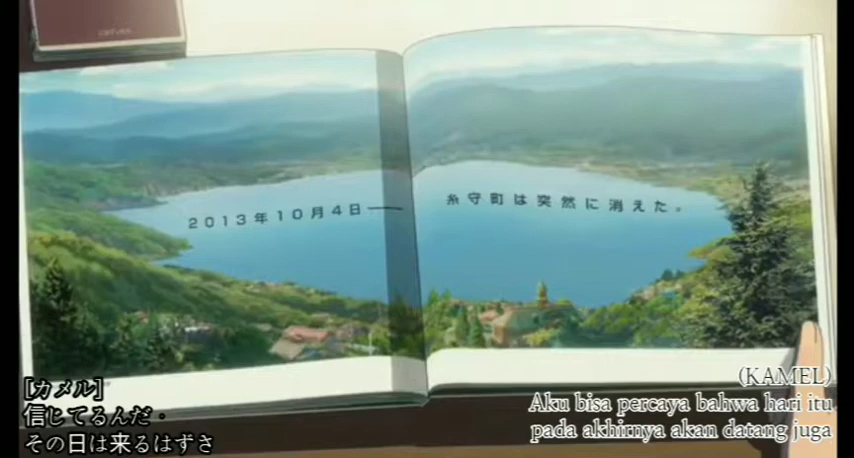 2013年10月4日――
糸守町は突然に消えた。
[カメル]
信じてるんだ・
その日は来るはずさ
(KAMEL)
Aku bisa percaya bahwa hari itu
pada akhirnya akan datang juga